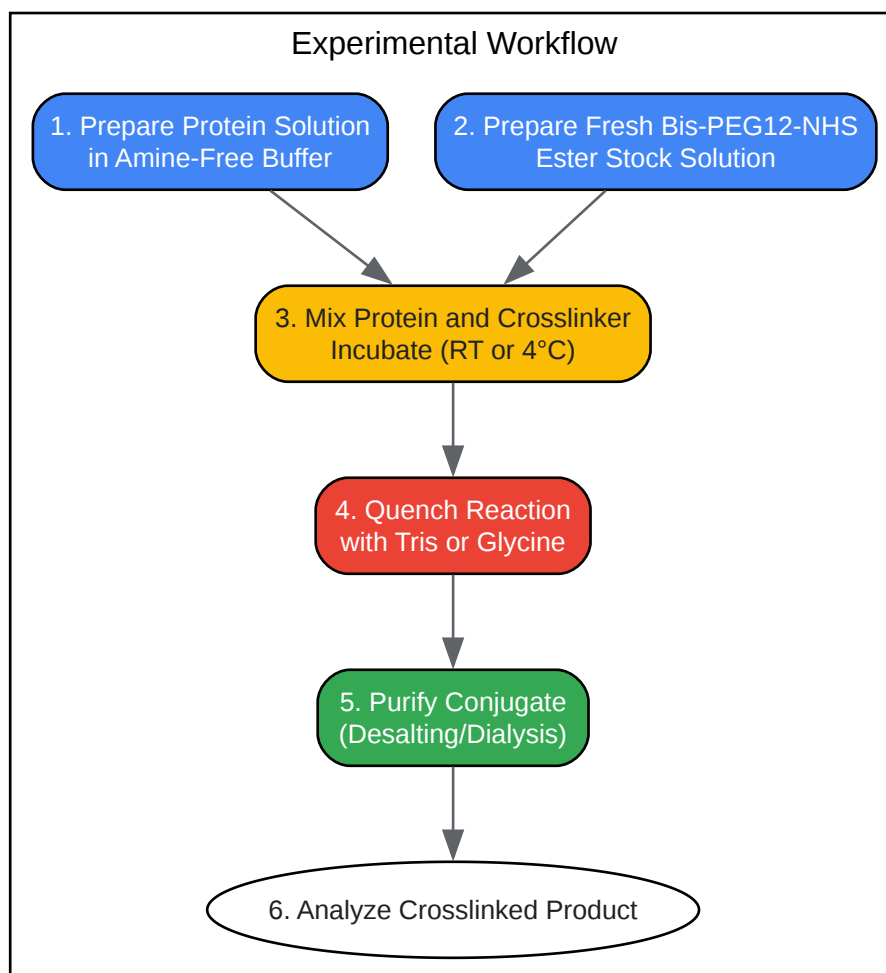 Experimental Workflow
1. Prepare Protein Solution
in Amine-Free Buffer
2. Prepare Fresh Bis-PEG12-NHS
Ester Stock Solution
3. Mix Protein and Crosslinker
Incubate (RT or 4°C)
4. Quench Reaction
with Tris or Glycine
5. Purify Conjugate
(Desalting/Dialysis)
6. Analyze Crosslinked Product